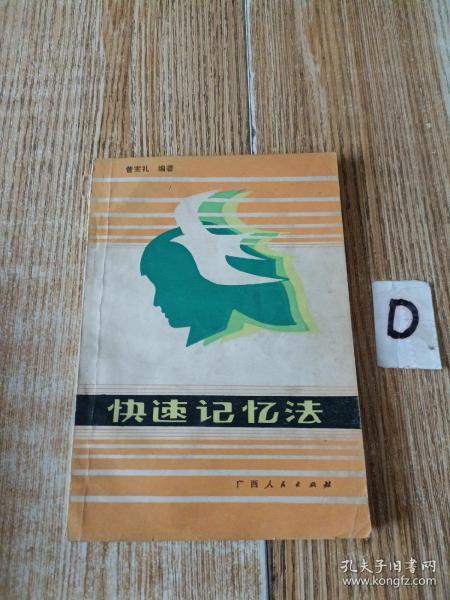 曾宪礼 编著
快速记忆法
广西人民出版社
D
孔夫子旧书网
www.kongfz.com